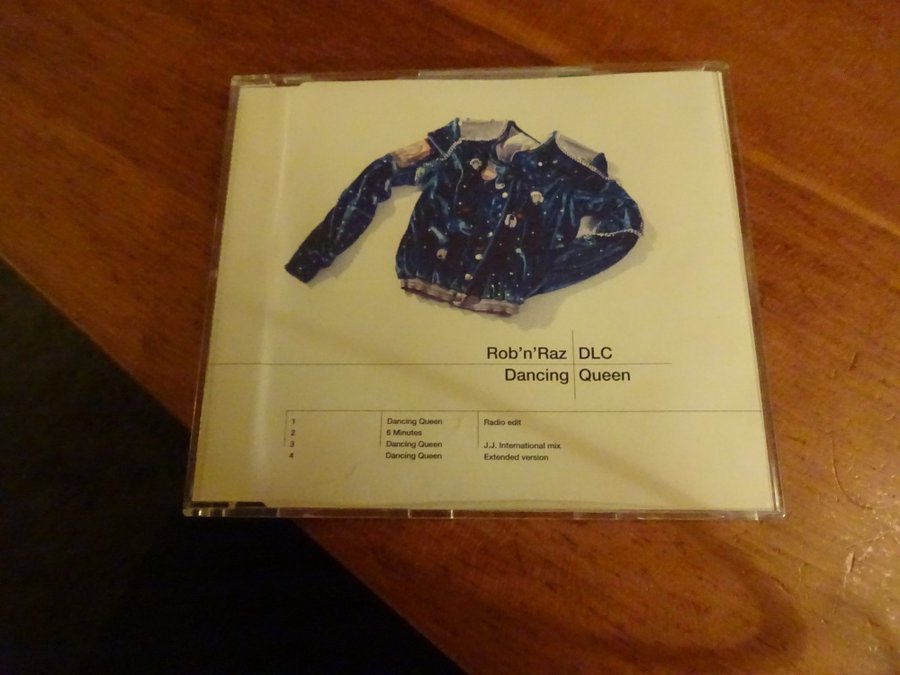 Rob'n'Raz DLC
Dancing Queen
1 Dancing Queen Radio edit
2 6 Minutes
3 Dancing Queen J.J. International mix
4 Dancing Queen Extended version